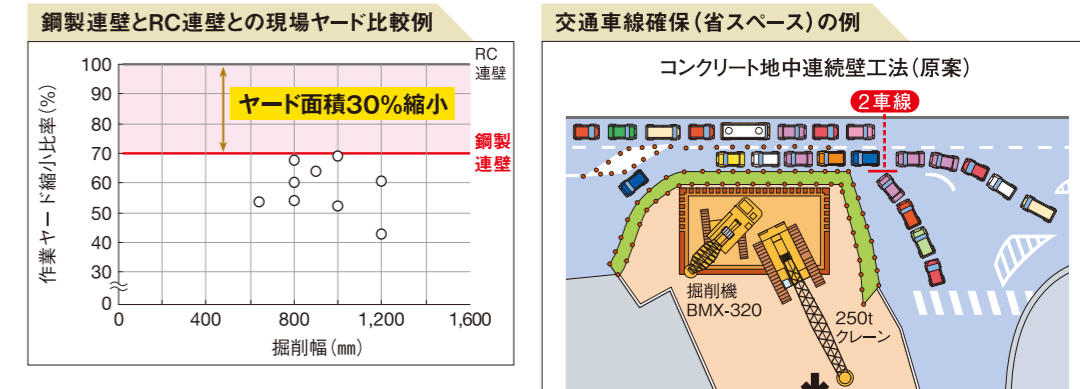 鋼製連壁とRC連壁との現場ヤード比較例
作業ヤード縮小比率(%)
100
90
80
70
60
50
40
30
0
RC
連壁
ヤード面積30%縮小
鋼製
連壁
0
400
800
1,200
1,600
掘削幅(㎜)
交通車線確保(省スペース)の例
コンクリート地中連続壁工法(原案)
2車線
掘削機
BMX-320
250t
クレーン